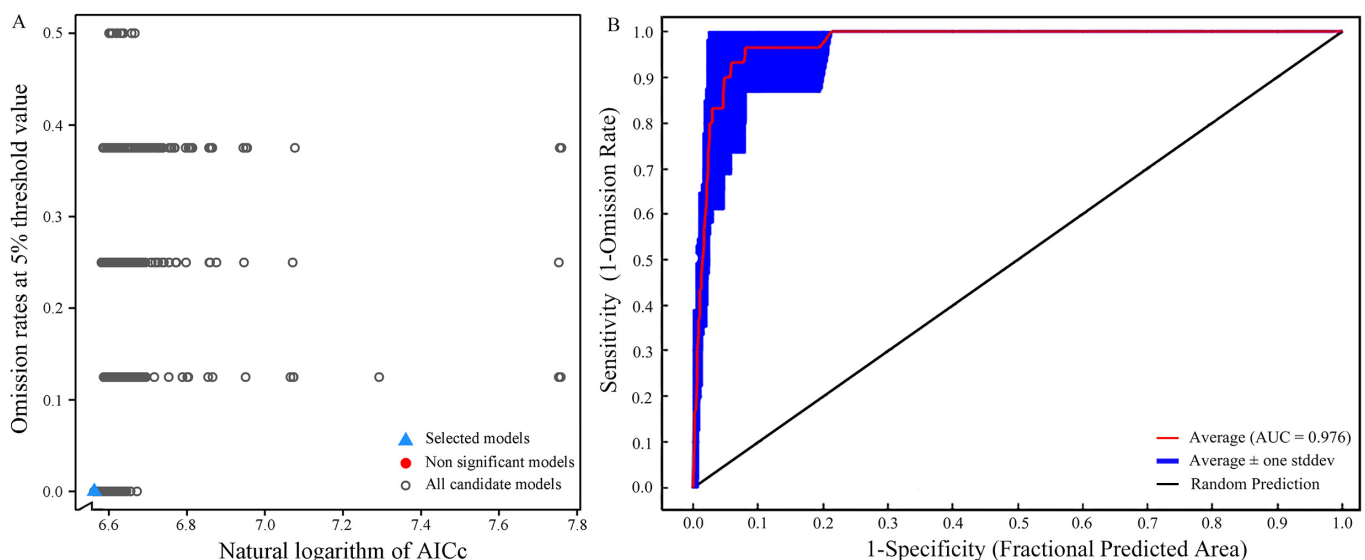 A
Omission rates at 5% threshold value
0.5
0.4
0.3
0.2
0.1
0.0
Selected models
Non significant models
All candidate models
6.6 6.8 7.0 7.2 7.4 7.6 7.8
Natural logarithm of AICc
B
Sensitivity (1-Omission Rate)
1.0
0.9
0.8
0.7
0.6
0.5
0.4
0.3
0.2
0.1
0.0
Average (AUC = 0.976)
Average ± one stddev
Random Prediction
0.0 0.1 0.2 0.3 0.4 0.5 0.6 0.7 0.8 0.9 1.0
1-Specificity (Fractional Predicted Area)